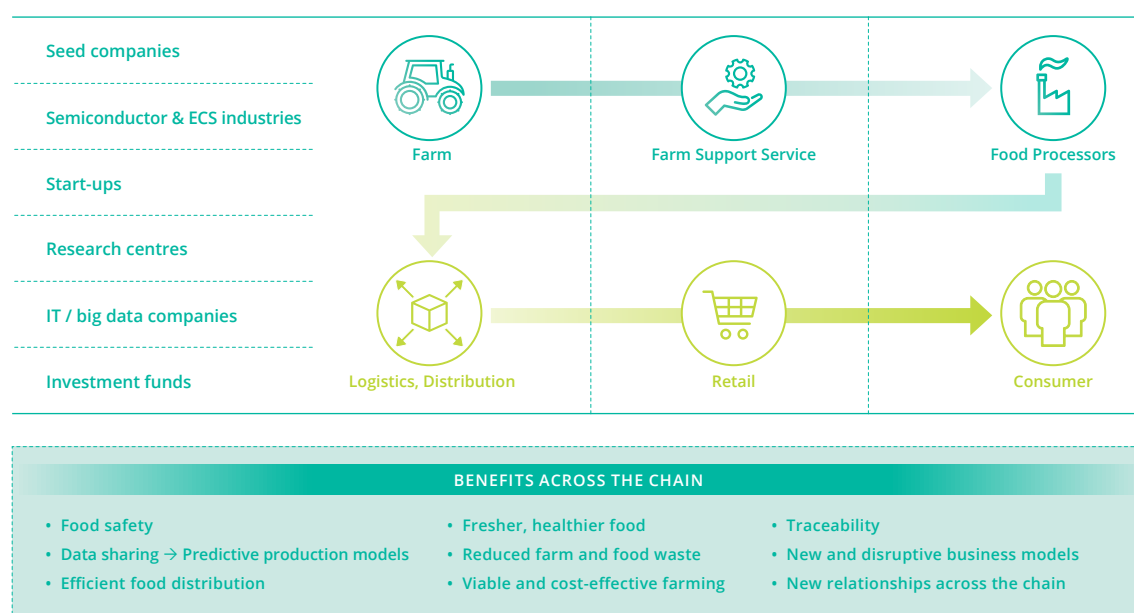 Seed companies
Semiconductor & ECS industries
Start-ups
Research centres
IT / big data companies
Investment funds
Farm
Farm Support Service
Food Processors
Logistics, Distribution
Retail
Consumer
BENEFITS ACROSS THE CHAIN
• Food safety
• Data sharing → Predictive production models
• Efficient food distribution
• Fresher, healthier food
• Reduced farm and food waste
• Viable and cost-effective farming
• Traceability
• New and disruptive business models
• New relationships across the chain